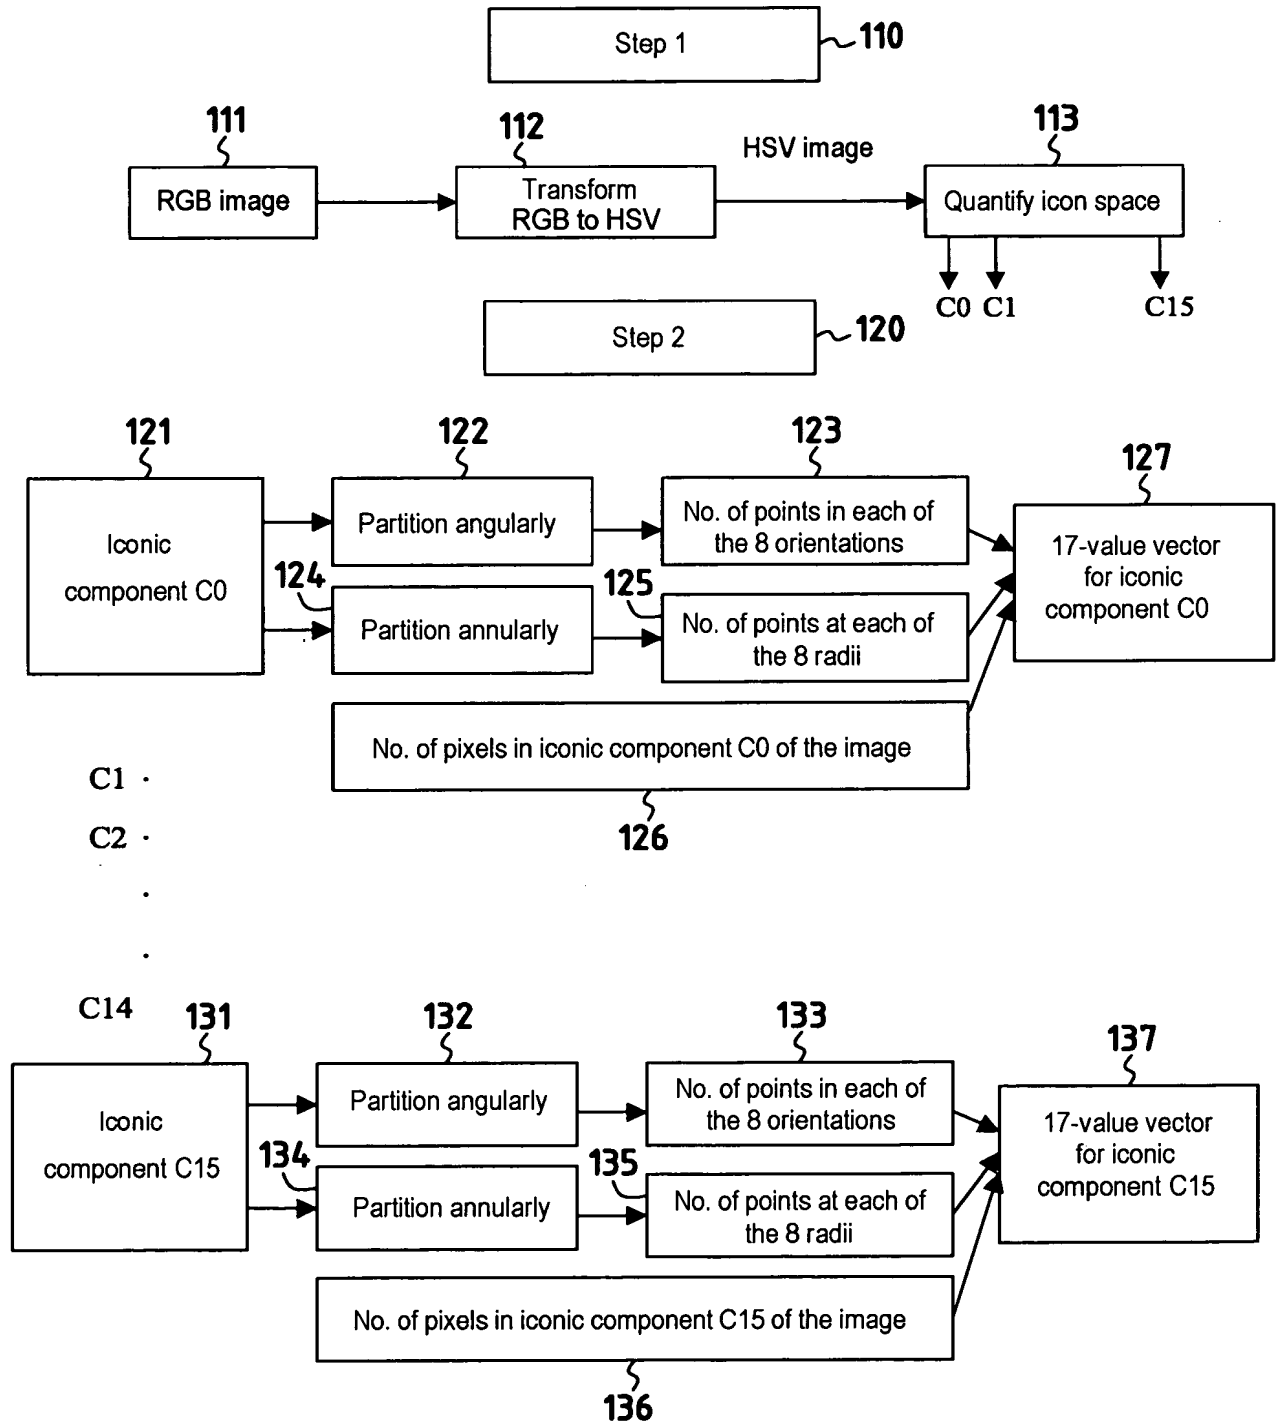 Step 1
110
111
112
HSV image
113
RGB image
Transform
RGB to HSV
Quantify icon space
C0
C1
C15
Step 2
120
121
122
123
127
Iconic
component C0
Partition angularly
No. of points in each of
the 8 orientations
17-value vector
for iconic
component C0
124
125
Partition annularly
No. of points at each of
the 8 radii
No. of pixels in iconic component C0 of the image
126
C1 .
C2 .
.
.
C14
131
132
133
137
Iconic
component C15
Partition angularly
No. of points in each of
the 8 orientations
17-value vector
for iconic
component C15
134
135
Partition annularly
No. of points at each of
the 8 radii
No. of pixels in iconic component C15 of the image
136